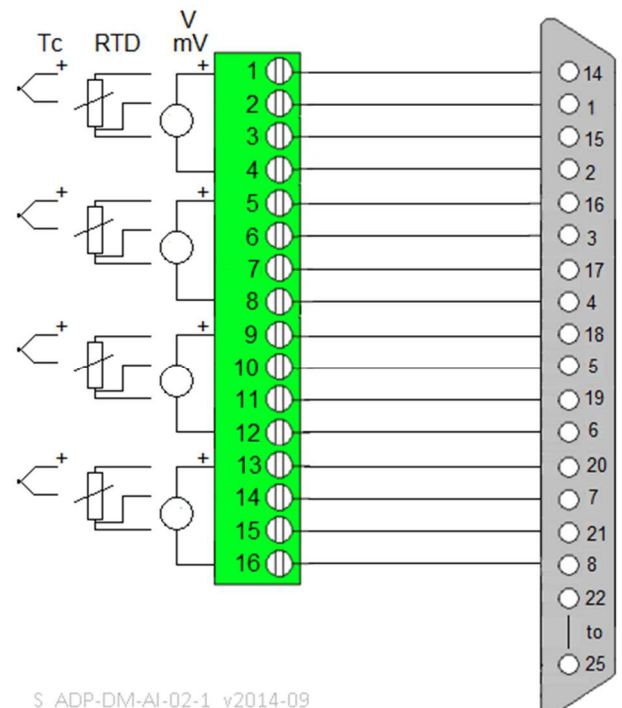 V
Tc RTD mV
+ + 1 14
2 1
3 15
4 2
+ + 5 16
6 3
7 17
8 4
+ + 9 18
10 5
11 19
12 6
+ + 13 20
14 7
15 21
16 8
22
to
25
S ADP-DM-AI-02-1 v2014-09